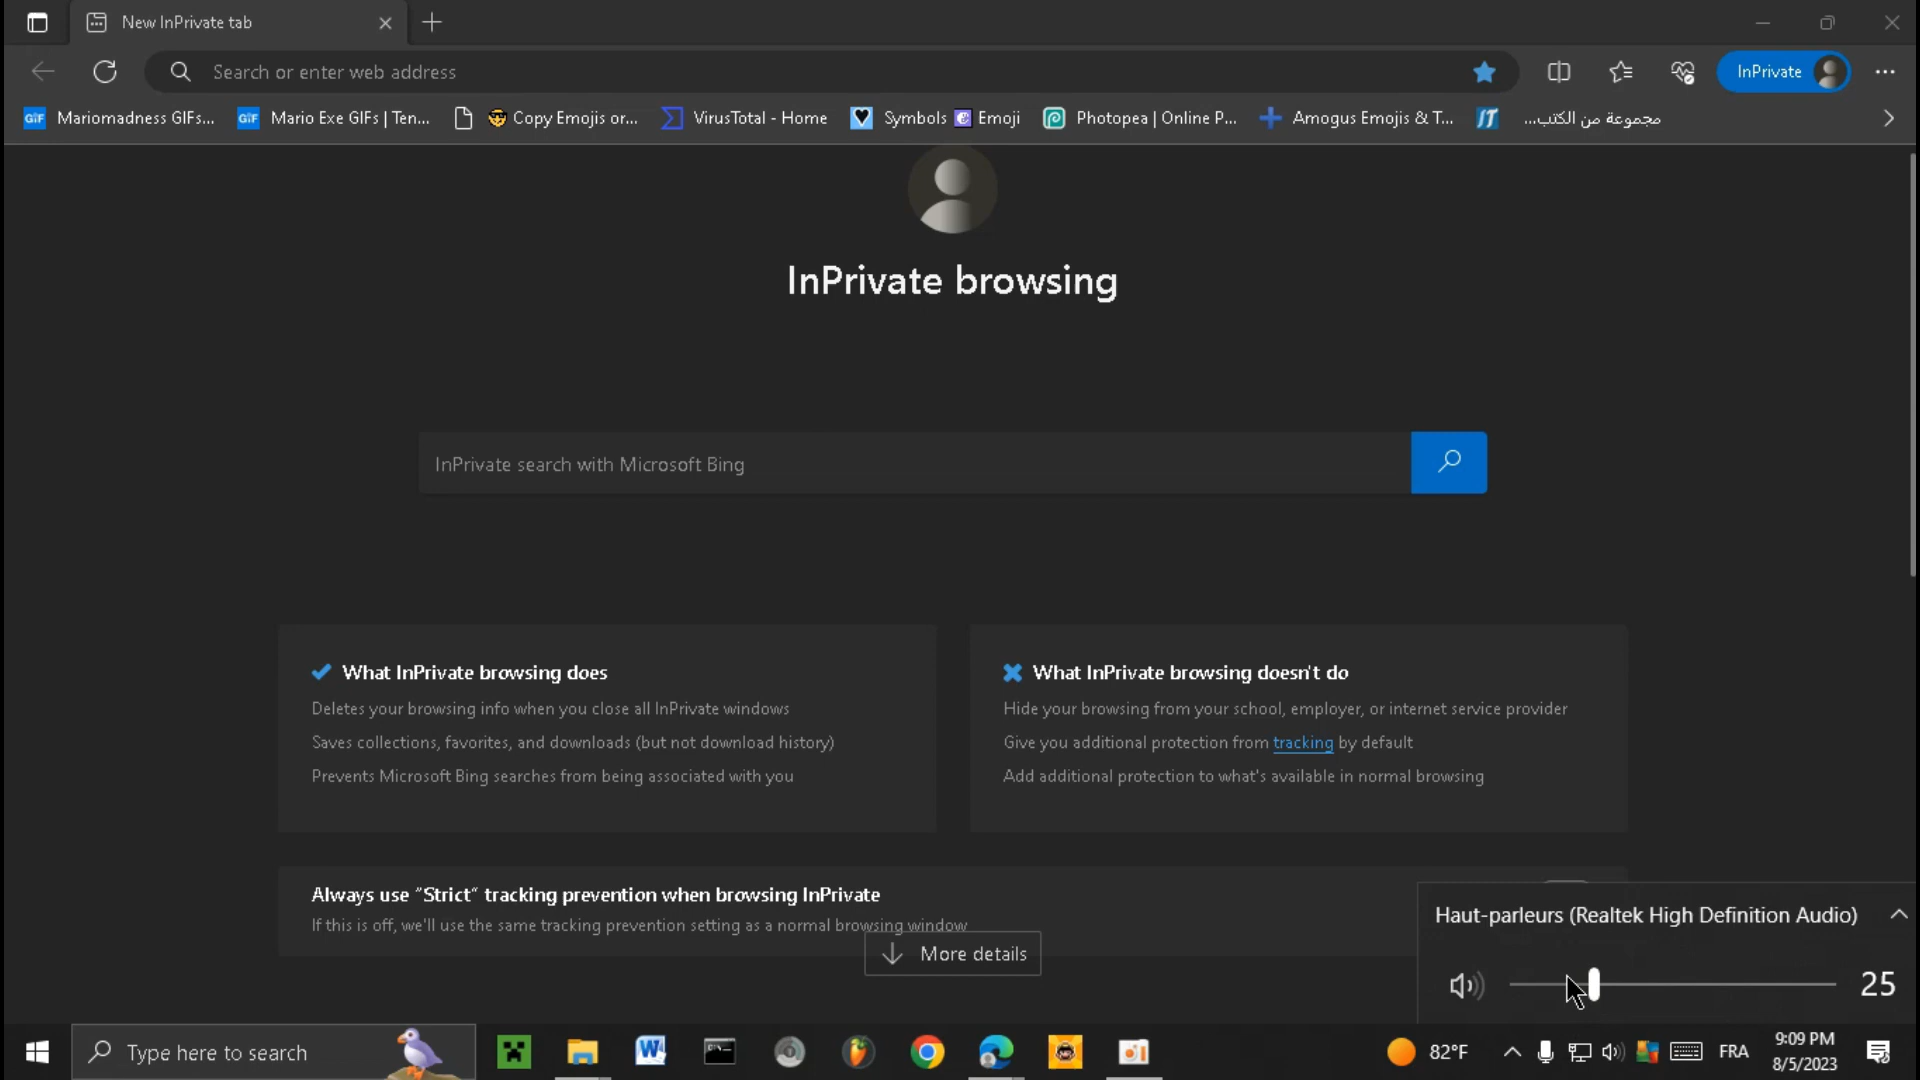 New InPrivate tab
Search or enter web address
InPrivate
GIF Mariomadness GIFs...
GIF Mario Exe GIFs | Ten...
Copy Emojis or...
VirusTotal - Home
Symbols Emoji
Photopea | Online P...
Amogus Emojis & T...
مجموعة من الكتب...
InPrivate browsing
InPrivate search with Microsoft Bing
What InPrivate browsing does
Deletes your browsing info when you close all InPrivate windows
Saves collections, favorites, and downloads (but not download history)
Prevents Microsoft Bing searches from being associated with you
What InPrivate browsing doesn't do
Hide your browsing from your school, employer, or internet service provider
Give you additional protection from tracking by default
Add additional protection to what's available in normal browsing
Always use "Strict" tracking prevention when browsing InPrivate
If this is off, we'll use the same tracking prevention setting as a normal browsing window
More details
Haut-parleurs (Realtek High Definition Audio)
25
Type here to search
82°F
FRA
9:09 PM
8/5/2023